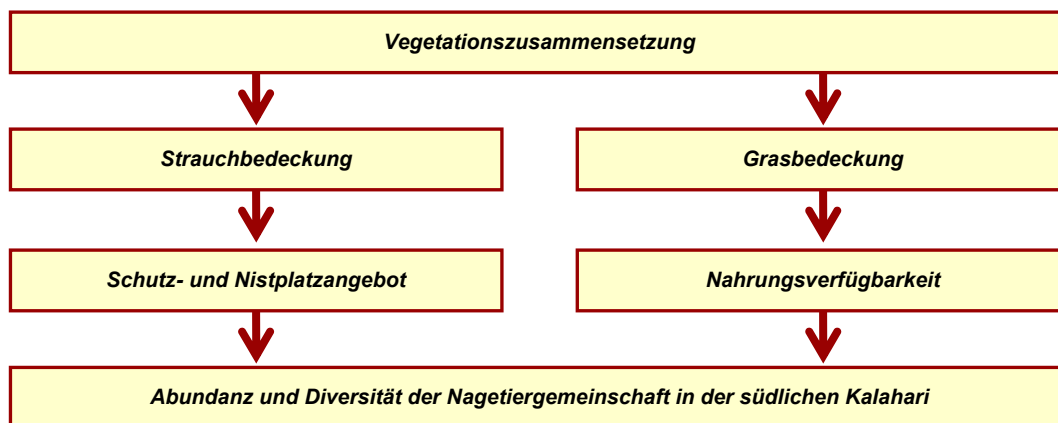 Vegetationszusammensetzung
Strauchbedeckung
Grasbedeckung
Schutz- und Nistplatzangebot
Nahrungsverfügbarkeit
Abundanz und Diversität der Nagetiergemeinschaft in der südlichen Kalahari